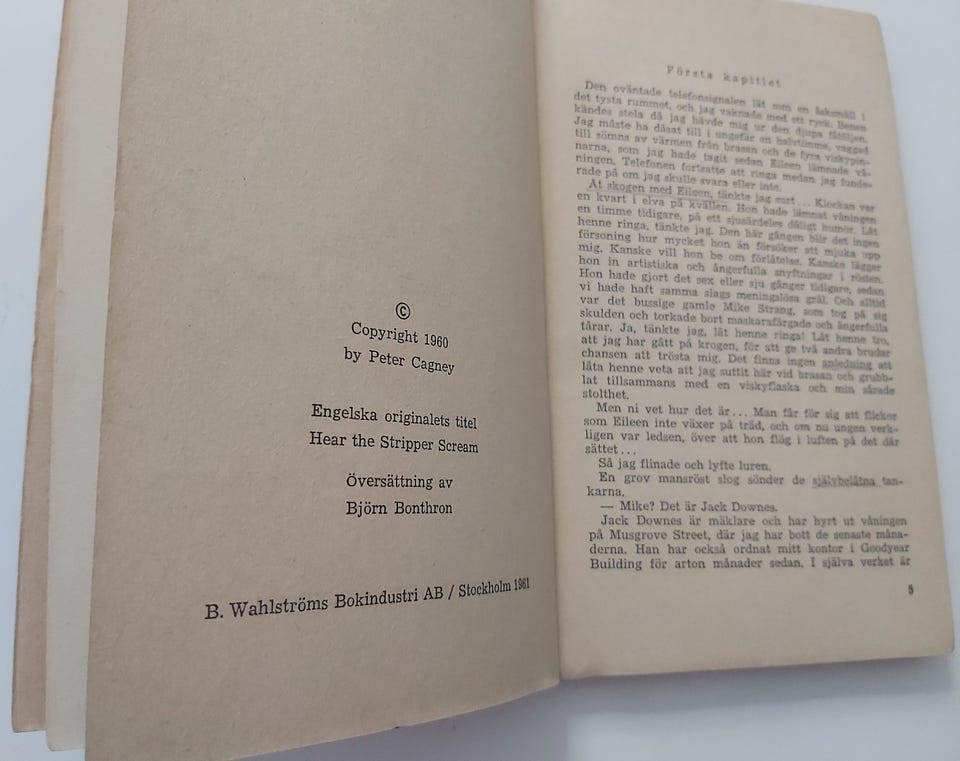 ©
Copyright 1960
by Peter Cagney
Engelska originalets titel
Hear the Stripper Scream
Översättning av
Björn Bonthron
B. Wahlströms Bokindustri AB / Stockholm 1961
Första kapitlet
Den oväntade telefonsignalen lät som en åsksmäll i
det tysta rummet, och jag vaknade med ett ryck. Benen
kändes stela då jag hävde mig ur den djupa fåtöljen.
Jag måste ha dåsat till i ungefär en halvtimme, vaggad
till sömns av värmen från brasan och de fyra viskypin-
narna, som jag hade tagit sedan Eileen lämnade vå-
ningen. Telefonen fortsatte att ringa medan jag funde-
rade på om jag skulle svara eller inte.
At skogen med Eileen, tänkte jag surt... Klockan var
en kvart i elva på kvällen. Hon hade lämnat våningen
en timme tidigare, på ett sjusärdeles dåligt humör. Låt
henne ringa, tänkte jag. Den här gången blir det ingen
försoning hur mycket hon än försöker att mjuka upp
mig. Kanske vill hon be om förlåtelse. Kanske lägger
hon in artistiska och ångerfulla snyftningar i rösten.
Hon hade gjort det sex eller sju gånger tidigare, sedan
vi hade haft samma slags meningslösa gräl. Och alltid
var det bussige gamle Mike Strang, som tog på sig
skulden och torkade bort maskarafärgade och ångerfulla
tårar. Ja, tänkte jag, låt henne ringa! Låt henne tro,
att jag har gått på krogen, för att ge två andra brudar
chansen att trösta mig. Det finns ingen anledning att
låta henne veta att jag suttit här vid brasan och grubb-
lat tillsammans med en viskyflaska och min sårade
stolthet.
Men ni vet hur det är... Man får för sig att flickor
som Eileen inte växer på träd, och om nu ungen verk-
ligen var ledsen, över att hon flög i luften på det där
sättet...
Så jag flinade och lyfte luren.
En grov mansröst slog sönder de självbelåtna tan-
karna.
— Mike? Det är Jack Downes.
Jack Downes är mäklare och har hyrt ut våningen
på Musgrove Street, där jag har bott de senaste måna-
derna. Han har också ordnat mitt kontor i Goodyear
Building för arton månader sedan. I själva verket är
5